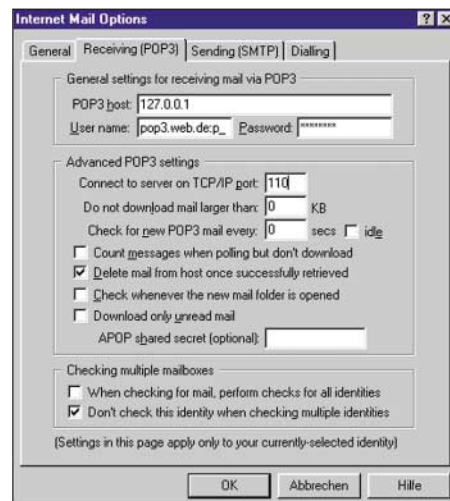 Internet Mail Options
General Receiving (POP3) Sending (SMTP) Dialling
General settings for receiving mail via POP3
POP3 host: 127.0.0.1
User name: pop3.web.de:p_ Password: ********
Advanced POP3 settings
Connect to server on TCP/IP port: 110
Do not download mail larger than: 0 KB
Check for new POP3 mail every: 0 secs idle
Count messages when polling but don't download
Delete mail from host once successfully retrieved
Check whenever the new mail folder is opened
Download only unread mail
APOP shared secret (optional):
Checking multiple mailboxes
When checking for mail, perform checks for all identities
Don't check this identity when checking multiple identities
(Settings in this page apply only to your currently-selected identity)
OK Abbrechen Hilfe